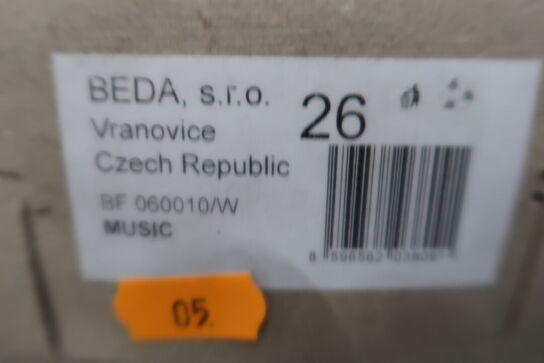 BEDA, s.r.o.
26
Vranovice
Czech Republic
BF 060010/W
MUSIC
05.